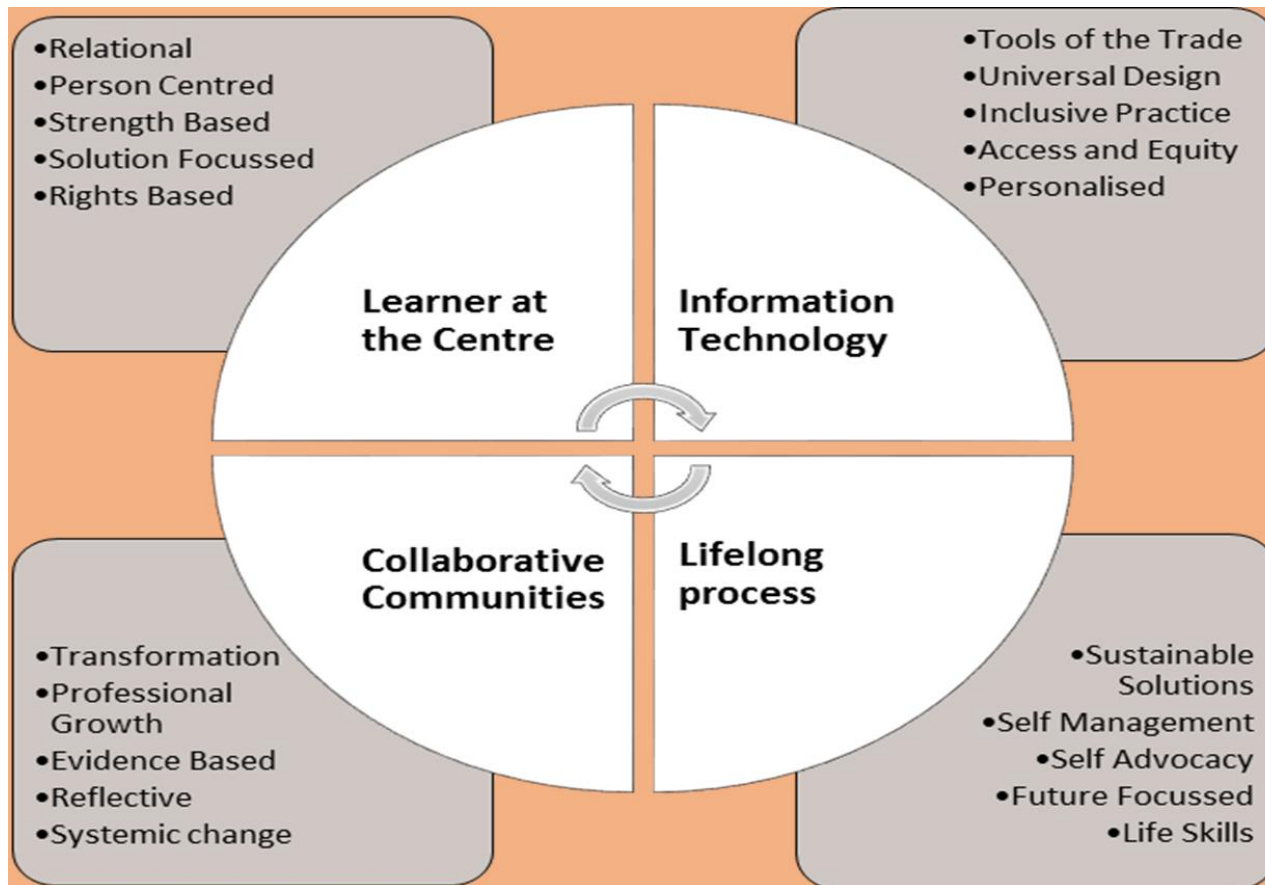 •Relational
•Person Centred
•Strength Based
•Solution Focussed
•Rights Based
•Tools of the Trade
•Universal Design
•Inclusive Practice
•Access and Equity
•Personalised
Learner at
the Centre
Information
Technology
Collaborative
Communities
Lifelong
process
•Transformation
•Professional
Growth
•Evidence Based
•Reflective
•Systemic change
•Sustainable
Solutions
•Self Management
•Self Advocacy
•Future Focussed
•Life Skills